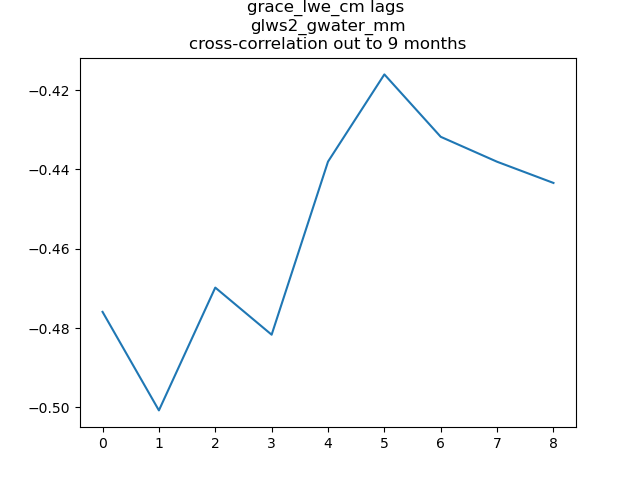 grace_lwe_cm lags
glws2_gwater_mm
cross-correlation out to 9 months
−0.42
−0.44
−0.46
−0.48
−0.50
0 1 2 3 4 5 6 7 8